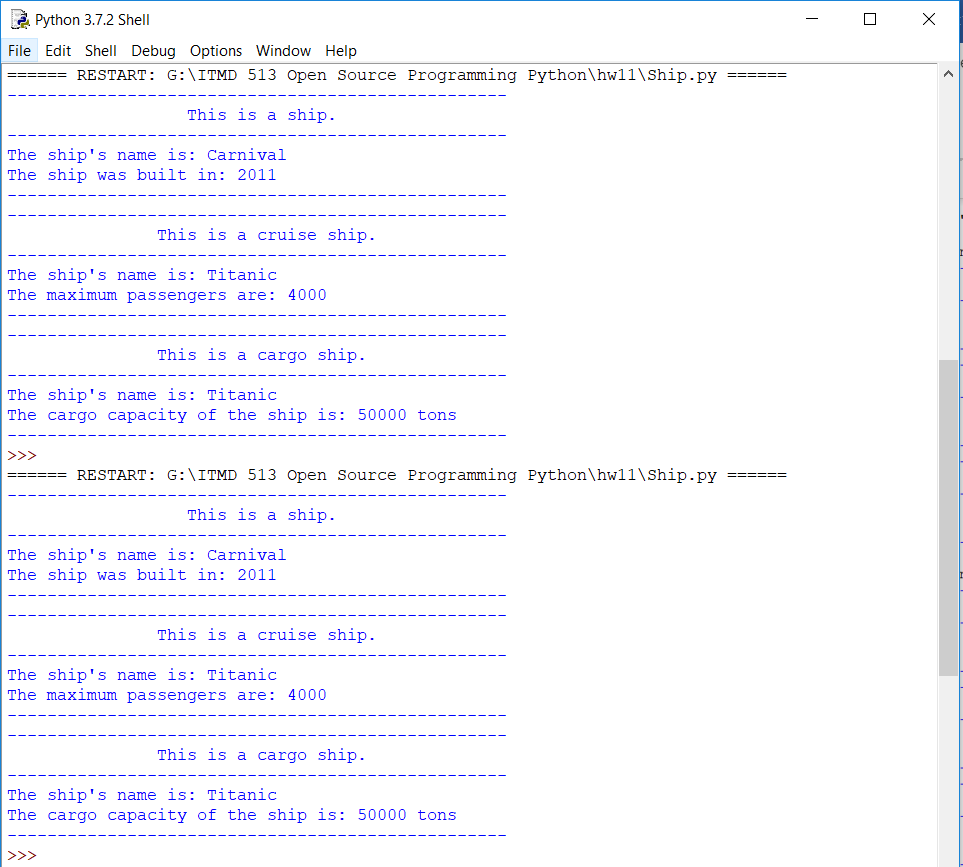 Python 3.7.2 Shell
File Edit Shell Debug Options Window Help
====== RESTART: G:\ITMD 513 Open Source Programming Python\hw11\Ship.py ======
--------------------------------------------------
                  This is a ship.
--------------------------------------------------
The ship's name is: Carnival
The ship was built in: 2011
--------------------------------------------------
--------------------------------------------------
               This is a cruise ship.
--------------------------------------------------
The ship's name is: Titanic
The maximum passengers are: 4000
--------------------------------------------------
--------------------------------------------------
               This is a cargo ship.
--------------------------------------------------
The ship's name is: Titanic
The cargo capacity of the ship is: 50000 tons
--------------------------------------------------
>>>
====== RESTART: G:\ITMD 513 Open Source Programming Python\hw11\Ship.py ======
--------------------------------------------------
                  This is a ship.
--------------------------------------------------
The ship's name is: Carnival
The ship was built in: 2011
--------------------------------------------------
--------------------------------------------------
               This is a cruise ship.
--------------------------------------------------
The ship's name is: Titanic
The maximum passengers are: 4000
--------------------------------------------------
--------------------------------------------------
               This is a cargo ship.
--------------------------------------------------
The ship's name is: Titanic
The cargo capacity of the ship is: 50000 tons
--------------------------------------------------
>>>